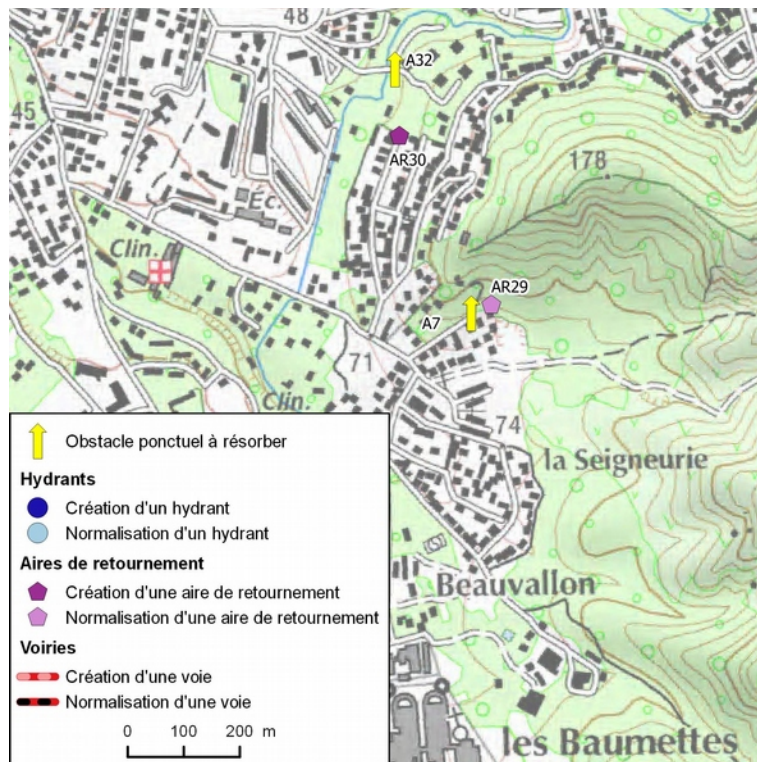 48
A32
45
AR30
178
Éc.
Clin.
AR29
A7
71
Clin.
74
la Seigneurie
Beauvallon
les Baumettes
Obstacle ponctuel à résorber
Hydrants
Création d'un hydrant
Normalisation d'un hydrant
Aires de retournement
Création d'une aire de retournement
Normalisation d'une aire de retournement
Voiries
Création d'une voie
Normalisation d'une voie
0 100 200 m